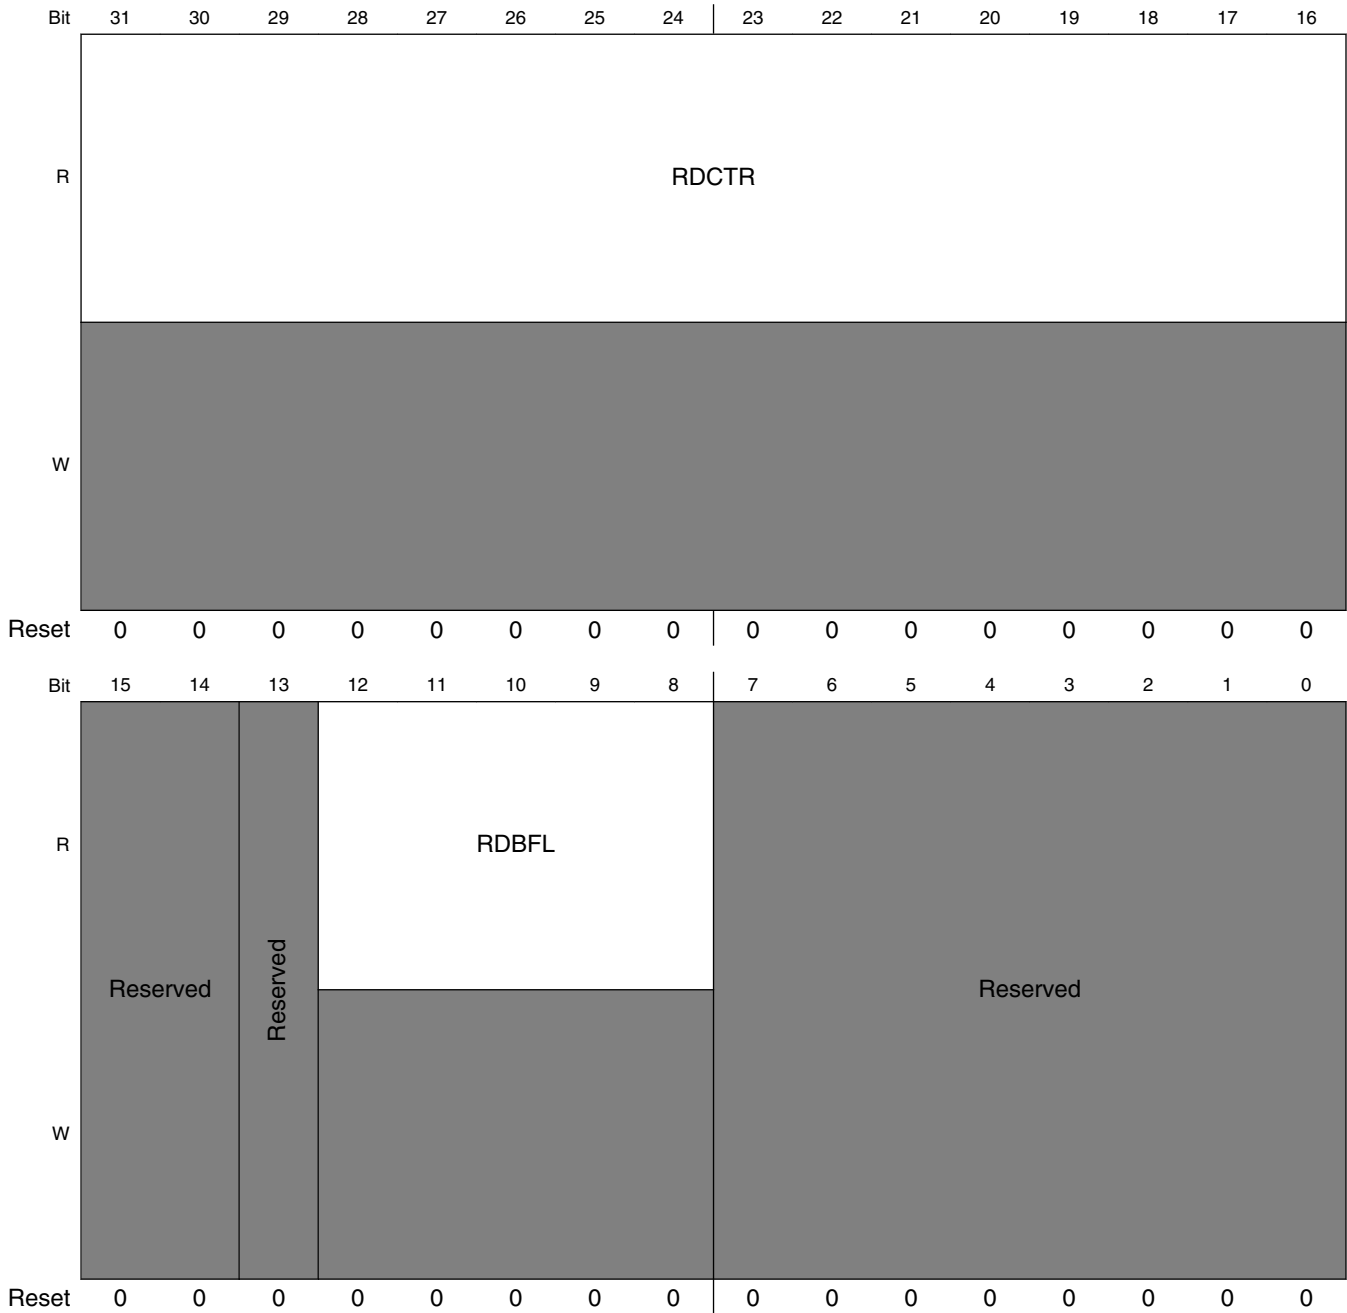 Bit 31 30 29 28 27 26 25 24 23 22 21 20 19 18 17 16
R RDCTR
W
Reset 0 0 0 0 0 0 0 0 0 0 0 0 0 0 0 0
Bit 15 14 13 12 11 10 9 8 7 6 5 4 3 2 1 0
R RDBFL
Reserved Reserved Reserved
W
Reset 0 0 0 0 0 0 0 0 0 0 0 0 0 0 0 0